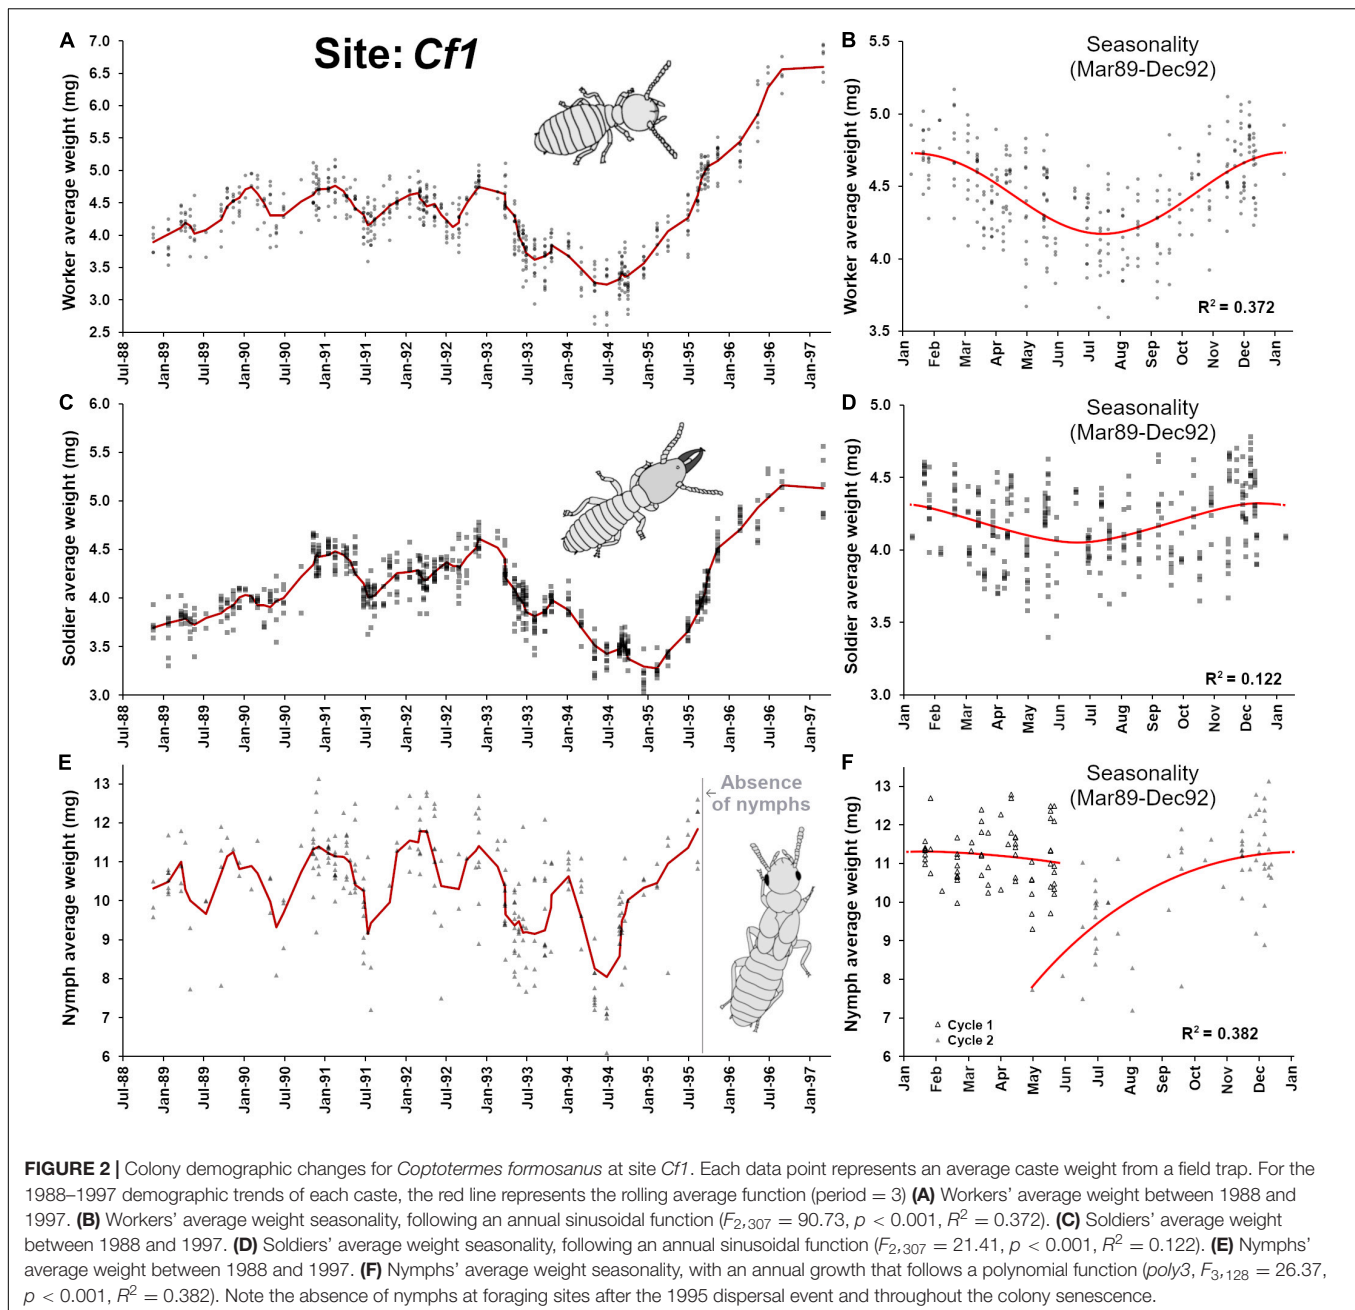 A
Site: Cf1
Worker average weight (mg)
7.0
6.5
6.0
5.5
5.0
4.5
4.0
3.5
3.0
2.5
Jul-88
Jan-89
Jul-89
Jan-90
Jul-90
Jan-91
Jul-91
Jan-92
Jul-92
Jan-93
Jul-93
Jan-94
Jul-94
Jan-95
Jul-95
Jan-96
Jul-96
Jan-97
B
Seasonality
(Mar89-Dec92)
Worker average weight (mg)
5.5
5.0
4.5
4.0
3.5
R² = 0.372
Jan
Feb
Mar
Apr
May
Jun
Jul
Aug
Sep
Oct
Nov
Dec
Jan
C
Soldier average weight (mg)
6.0
5.5
5.0
4.5
4.0
3.5
3.0
Jul-88
Jan-89
Jul-89
Jan-90
Jul-90
Jan-91
Jul-91
Jan-92
Jul-92
Jan-93
Jul-93
Jan-94
Jul-94
Jan-95
Jul-95
Jan-96
Jul-96
Jan-97
D
Seasonality
(Mar89-Dec92)
Soldier average weight (mg)
5.0
4.5
4.0
3.5
3.0
R² = 0.122
Jan
Feb
Mar
Apr
May
Jun
Jul
Aug
Sep
Oct
Nov
Dec
Jan
E
Absence
of nymphs
Nymph average weight (mg)
13
12
11
10
9
8
7
6
Jul-88
Jan-89
Jul-89
Jan-90
Jul-90
Jan-91
Jul-91
Jan-92
Jul-92
Jan-93
Jul-93
Jan-94
Jul-94
Jan-95
Jul-95
Jan-96
Jul-96
Jan-97
F
Seasonality
(Mar89-Dec92)
Nymph average weight (mg)
13
12
11
10
9
8
7
6
Cycle 1
Cycle 2
R² = 0.382
Jan
Feb
Mar
Apr
May
Jun
Jul
Aug
Sep
Oct
Nov
Dec
Jan
FIGURE 2 | Colony demographic changes for Coptotermes formosanus at site Cf1. Each data point represents an average caste weight from a field trap. For the
1988–1997 demographic trends of each caste, the red line represents the rolling average function (period = 3) (A) Workers' average weight between 1988 and
1997. (B) Workers' average weight seasonality, following an annual sinusoidal function (F2,307 = 90.73, p < 0.001, R² = 0.372). (C) Soldiers' average weight
between 1988 and 1997. (D) Soldiers' average weight seasonality, following an annual sinusoidal function (F2,307 = 21.41, p < 0.001, R² = 0.122). (E) Nymphs'
average weight between 1988 and 1997. (F) Nymphs' average weight seasonality, with an annual growth that follows a polynomial function (poly3, F3,128 = 26.37,
p < 0.001, R² = 0.382). Note the absence of nymphs at foraging sites after the 1995 dispersal event and throughout the colony senescence.